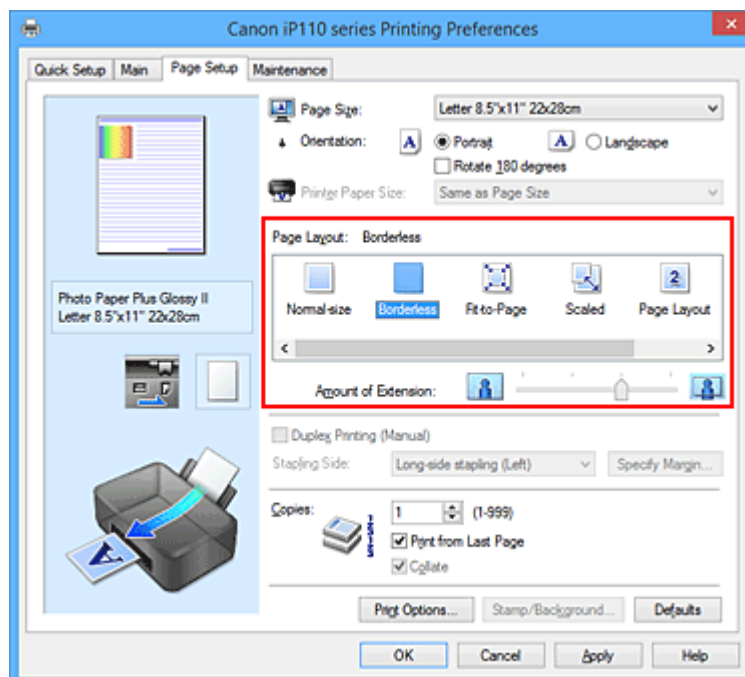 Canon iP110 series Printing Preferences
Quick Setup Main Page Setup Maintenance
Page Size: Letter 8.5"x11" 22x28cm
Orientation: A Portrait A Landscape
Rotate 180 degrees
Printer Paper Size: Same as Page Size
Page Layout: Borderless
2
Normal-size Borderless Fit-to-Page Scaled Page Layout
Photo Paper Plus Glossy II
Letter 8.5"x11" 22x28cm
Amount of Extension:
Duplex Printing (Manual)
Stapling Side: Long-side stapling (Left) Specify Margin...
Copies: 1 (1-999)
Print from Last Page
Collate
A
Print Options... Stamp/Background... Defaults
OK Cancel Apply Help